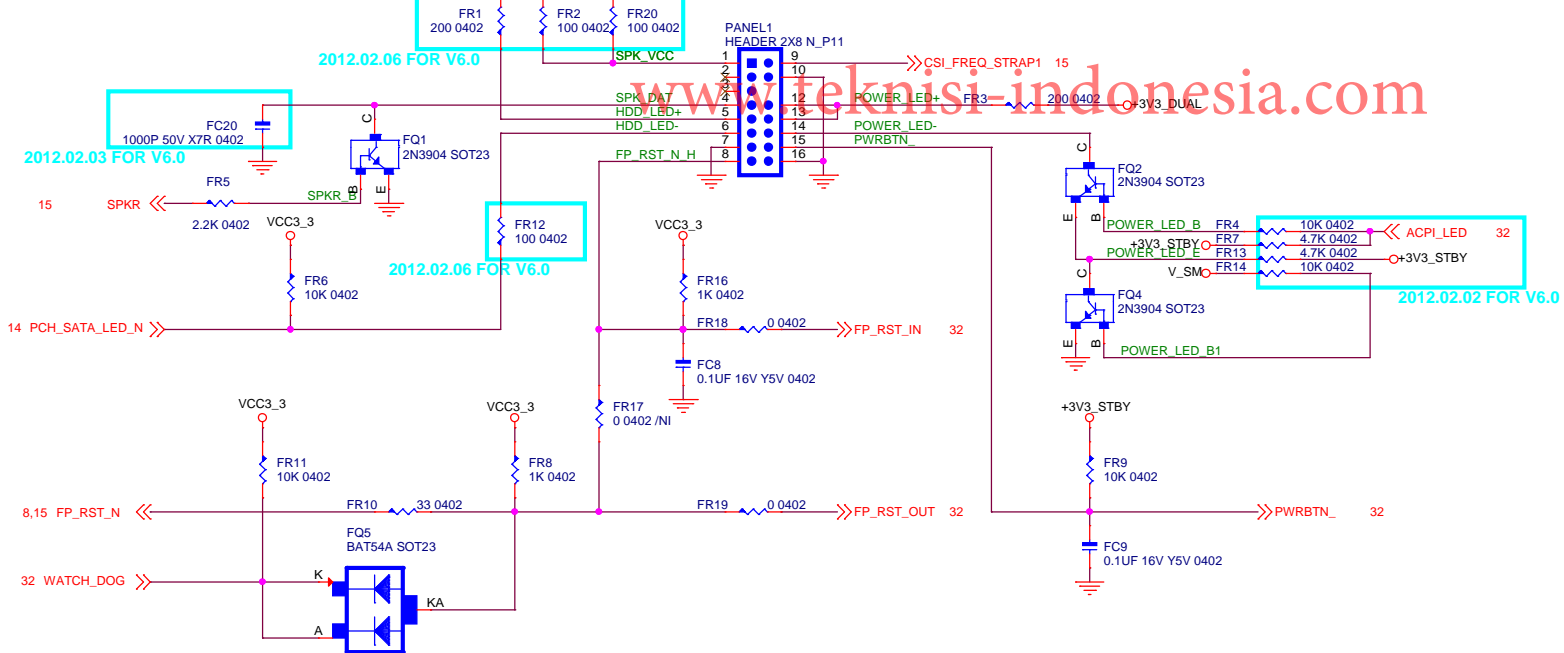 FR1
200 0402
FR2
100 0402
FR20
100 0402
2012.02.06 FOR V6.0
PANEL1
HEADER 2X8 N_P11
SPK_VCC
1
2
3
4
5
6
7
8
9
10
12
13
14
15
16
CSI_FREQ_STRAP1 15
www.teknisi-indonesia.com
SPK_DAT
HDD_LED+
HDD_LED-
FP_RST_N_H
POWER_LED+
FR3
200 0402
+3V3_DUAL
POWER_LED-
PWRBTN_
FC20
1000P 50V X7R 0402
2012.02.03 FOR V6.0
C
FQ1
2N3904 SOT23
B
E
15 SPKR
FR5
2.2K 0402
SPKR_B
VCC3_3
FR6
10K 0402
14 PCH_SATA_LED_N
FR12
100 0402
2012.02.06 FOR V6.0
VCC3_3
FR16
1K 0402
FR18
0 0402
FP_RST_IN 32
FC8
0.1UF 16V Y5V 0402
FR17
0 0402 /NI
C
FQ2
2N3904 SOT23
E
B
POWER_LED_B
FR4
10K 0402
ACPI_LED 32
+3V3_STBY
FR7
4.7K 0402
POWER_LED_E
FR13
4.7K 0402
+3V3_STBY
V_SM
FR14
10K 0402
2012.02.02 FOR V6.0
C
FQ4
2N3904 SOT23
E
B
POWER_LED_B1
VCC3_3
FR11
10K 0402
VCC3_3
FR8
1K 0402
8,15 FP_RST_N
FR10
33 0402
FR19
0 0402
FP_RST_OUT 32
FQ5
BAT54A SOT23
32 WATCH_DOG
K
KA
A
+3V3_STBY
FR9
10K 0402
PWRBTN_ 32
FC9
0.1UF 16V Y5V 0402